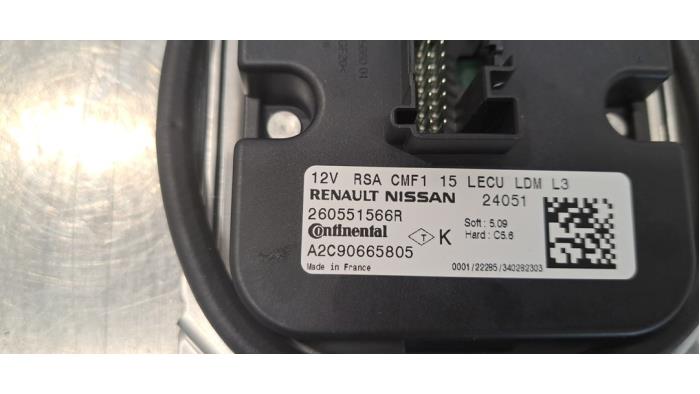 12V RSA CMF1 15 LECU LDM L3
RENAULT NISSAN 24051
260551566R Soft : 5.09
Continental T K Hard : C5.6
A2C90665805
Made in France 0001/22285/340282303